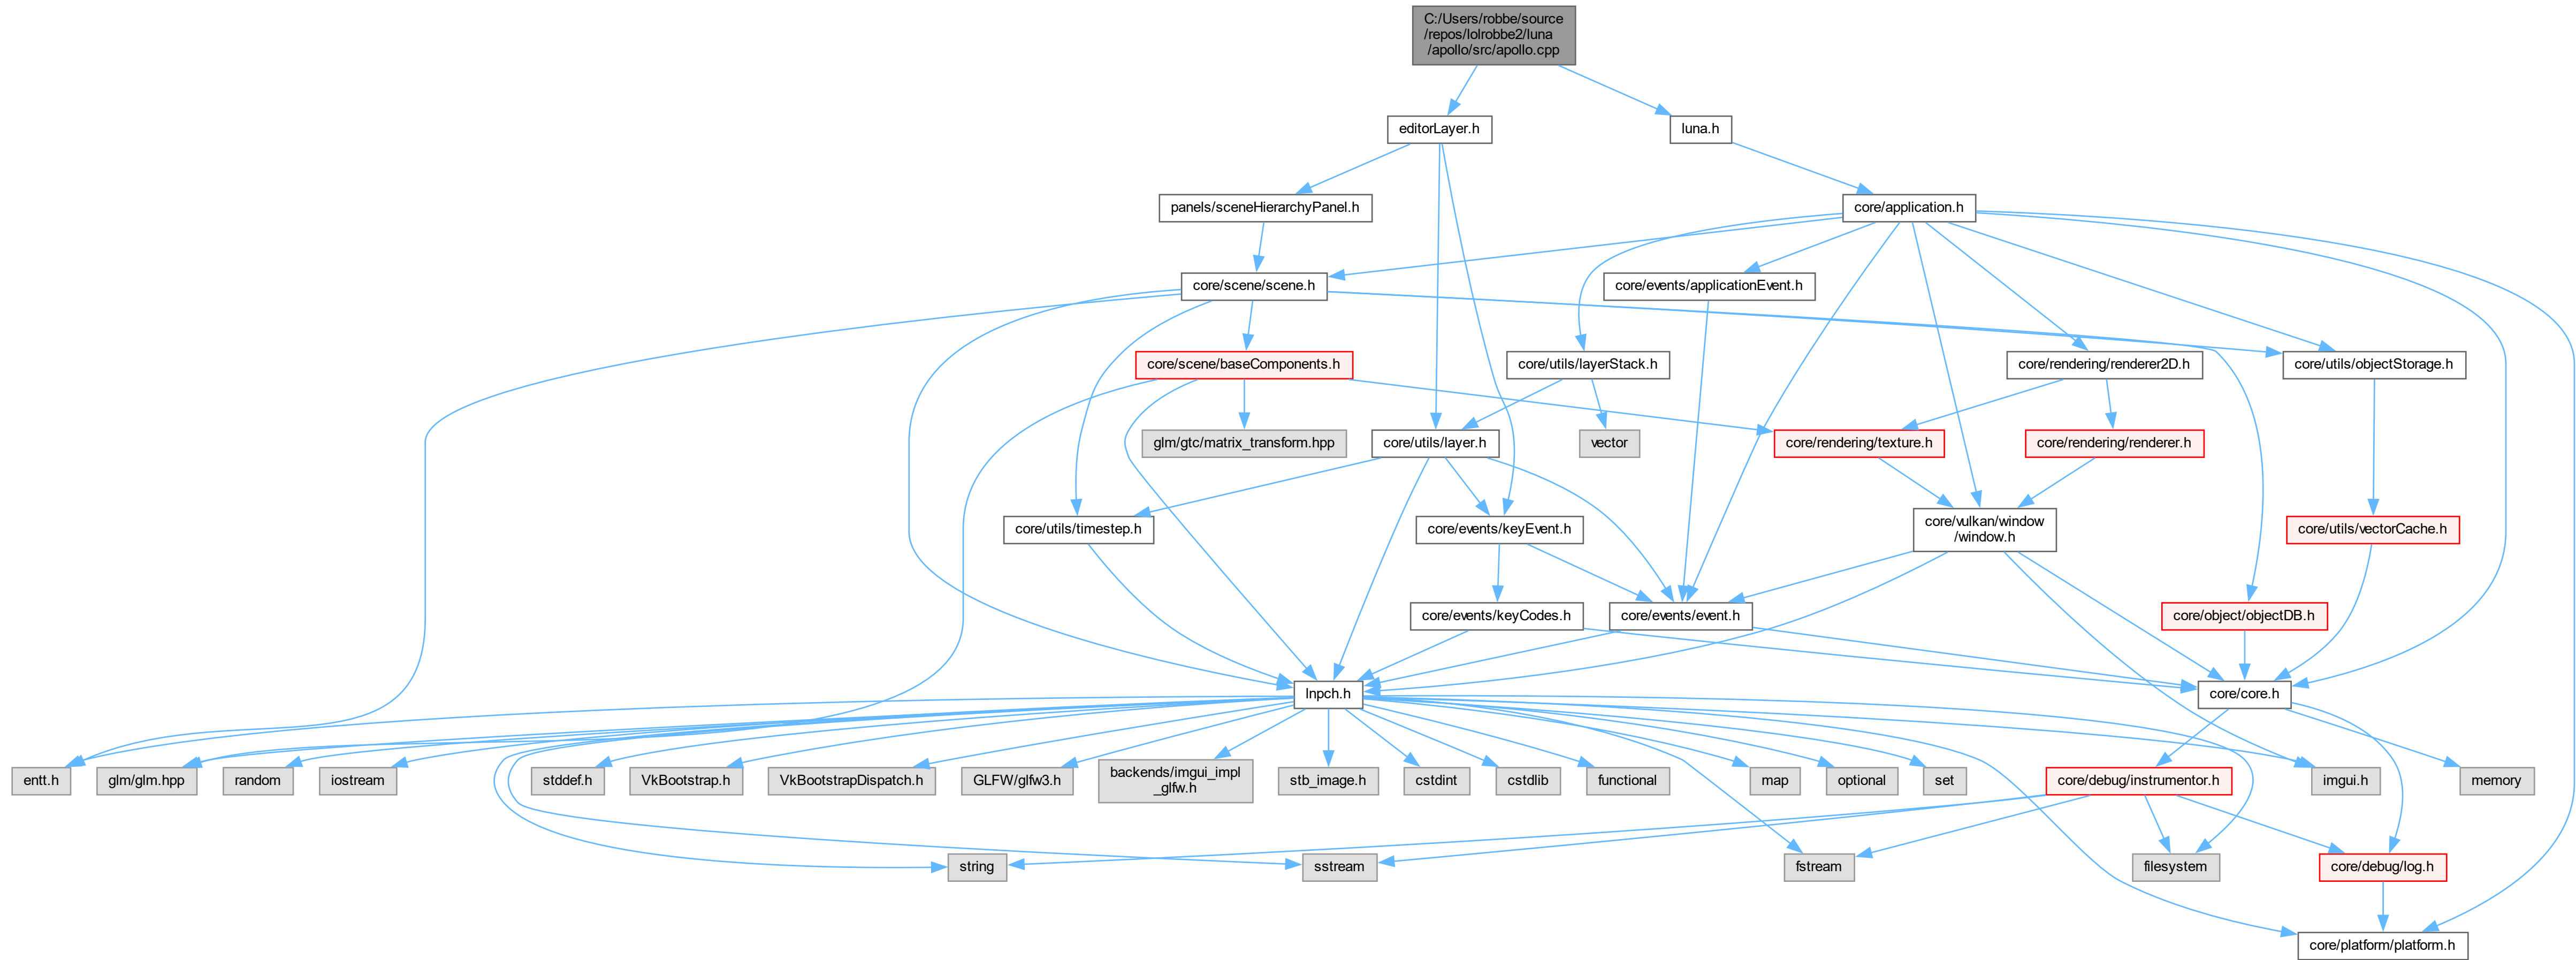 C:/Users/robbe/source
/repos/lolrobbe2/luna
/apollo/src/apollo.cpp
editorLayer.h
luna.h
panels/sceneHierarchyPanel.h
core/application.h
core/scene/scene.h
core/events/applicationEvent.h
core/scene/baseComponents.h
core/utils/layerStack.h
core/rendering/renderer2D.h
core/utils/objectStorage.h
glm/gtc/matrix_transform.hpp
core/utils/layer.h
vector
core/rendering/texture.h
core/rendering/renderer.h
core/utils/timestep.h
core/events/keyEvent.h
core/vulkan/window
/window.h
core/utils/vectorCache.h
core/events/keyCodes.h
core/events/event.h
core/object/objectDB.h
lnpch.h
core/core.h
entt.h
glm/glm.hpp
random
iostream
stddef.h
VkBootstrap.h
VkBootstrapDispatch.h
GLFW/glfw3.h
backends/imgui_impl
_glfw.h
stb_image.h
cstdint
cstdlib
functional
map
optional
set
core/debug/instrumentor.h
imgui.h
memory
string
sstream
fstream
filesystem
core/debug/log.h
core/platform/platform.h